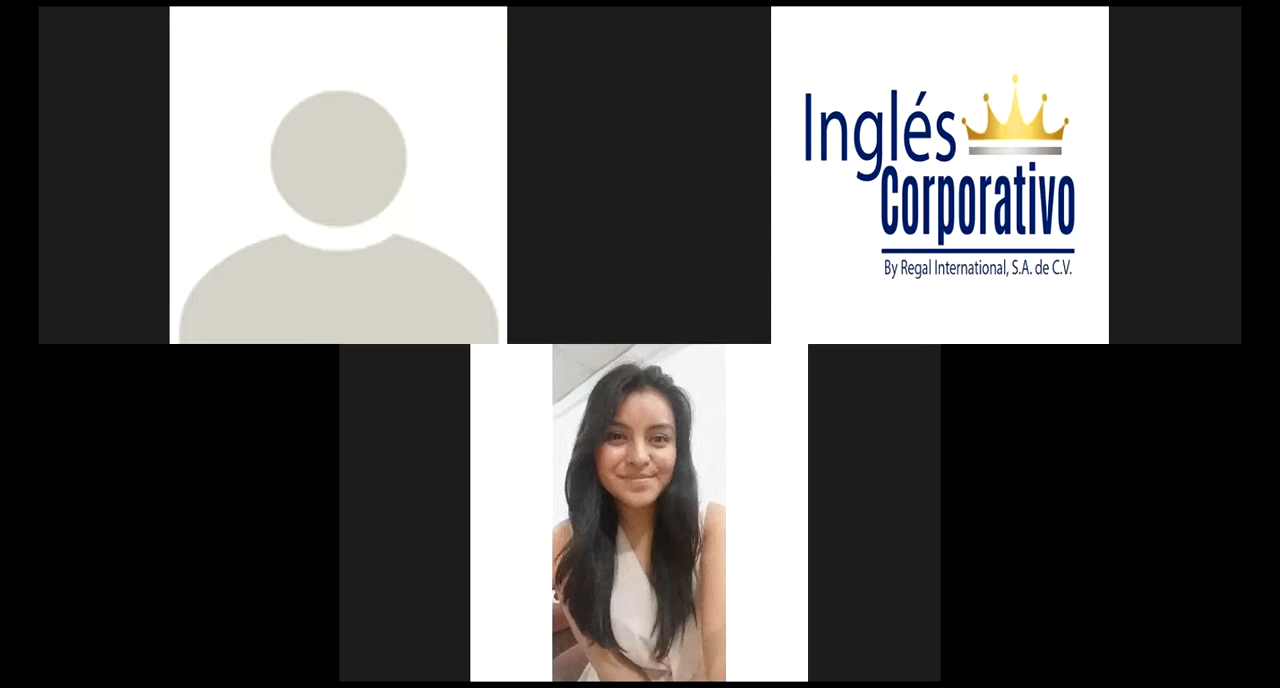 Inglés
Corporativo
By Regal International, S.A. de C.V.